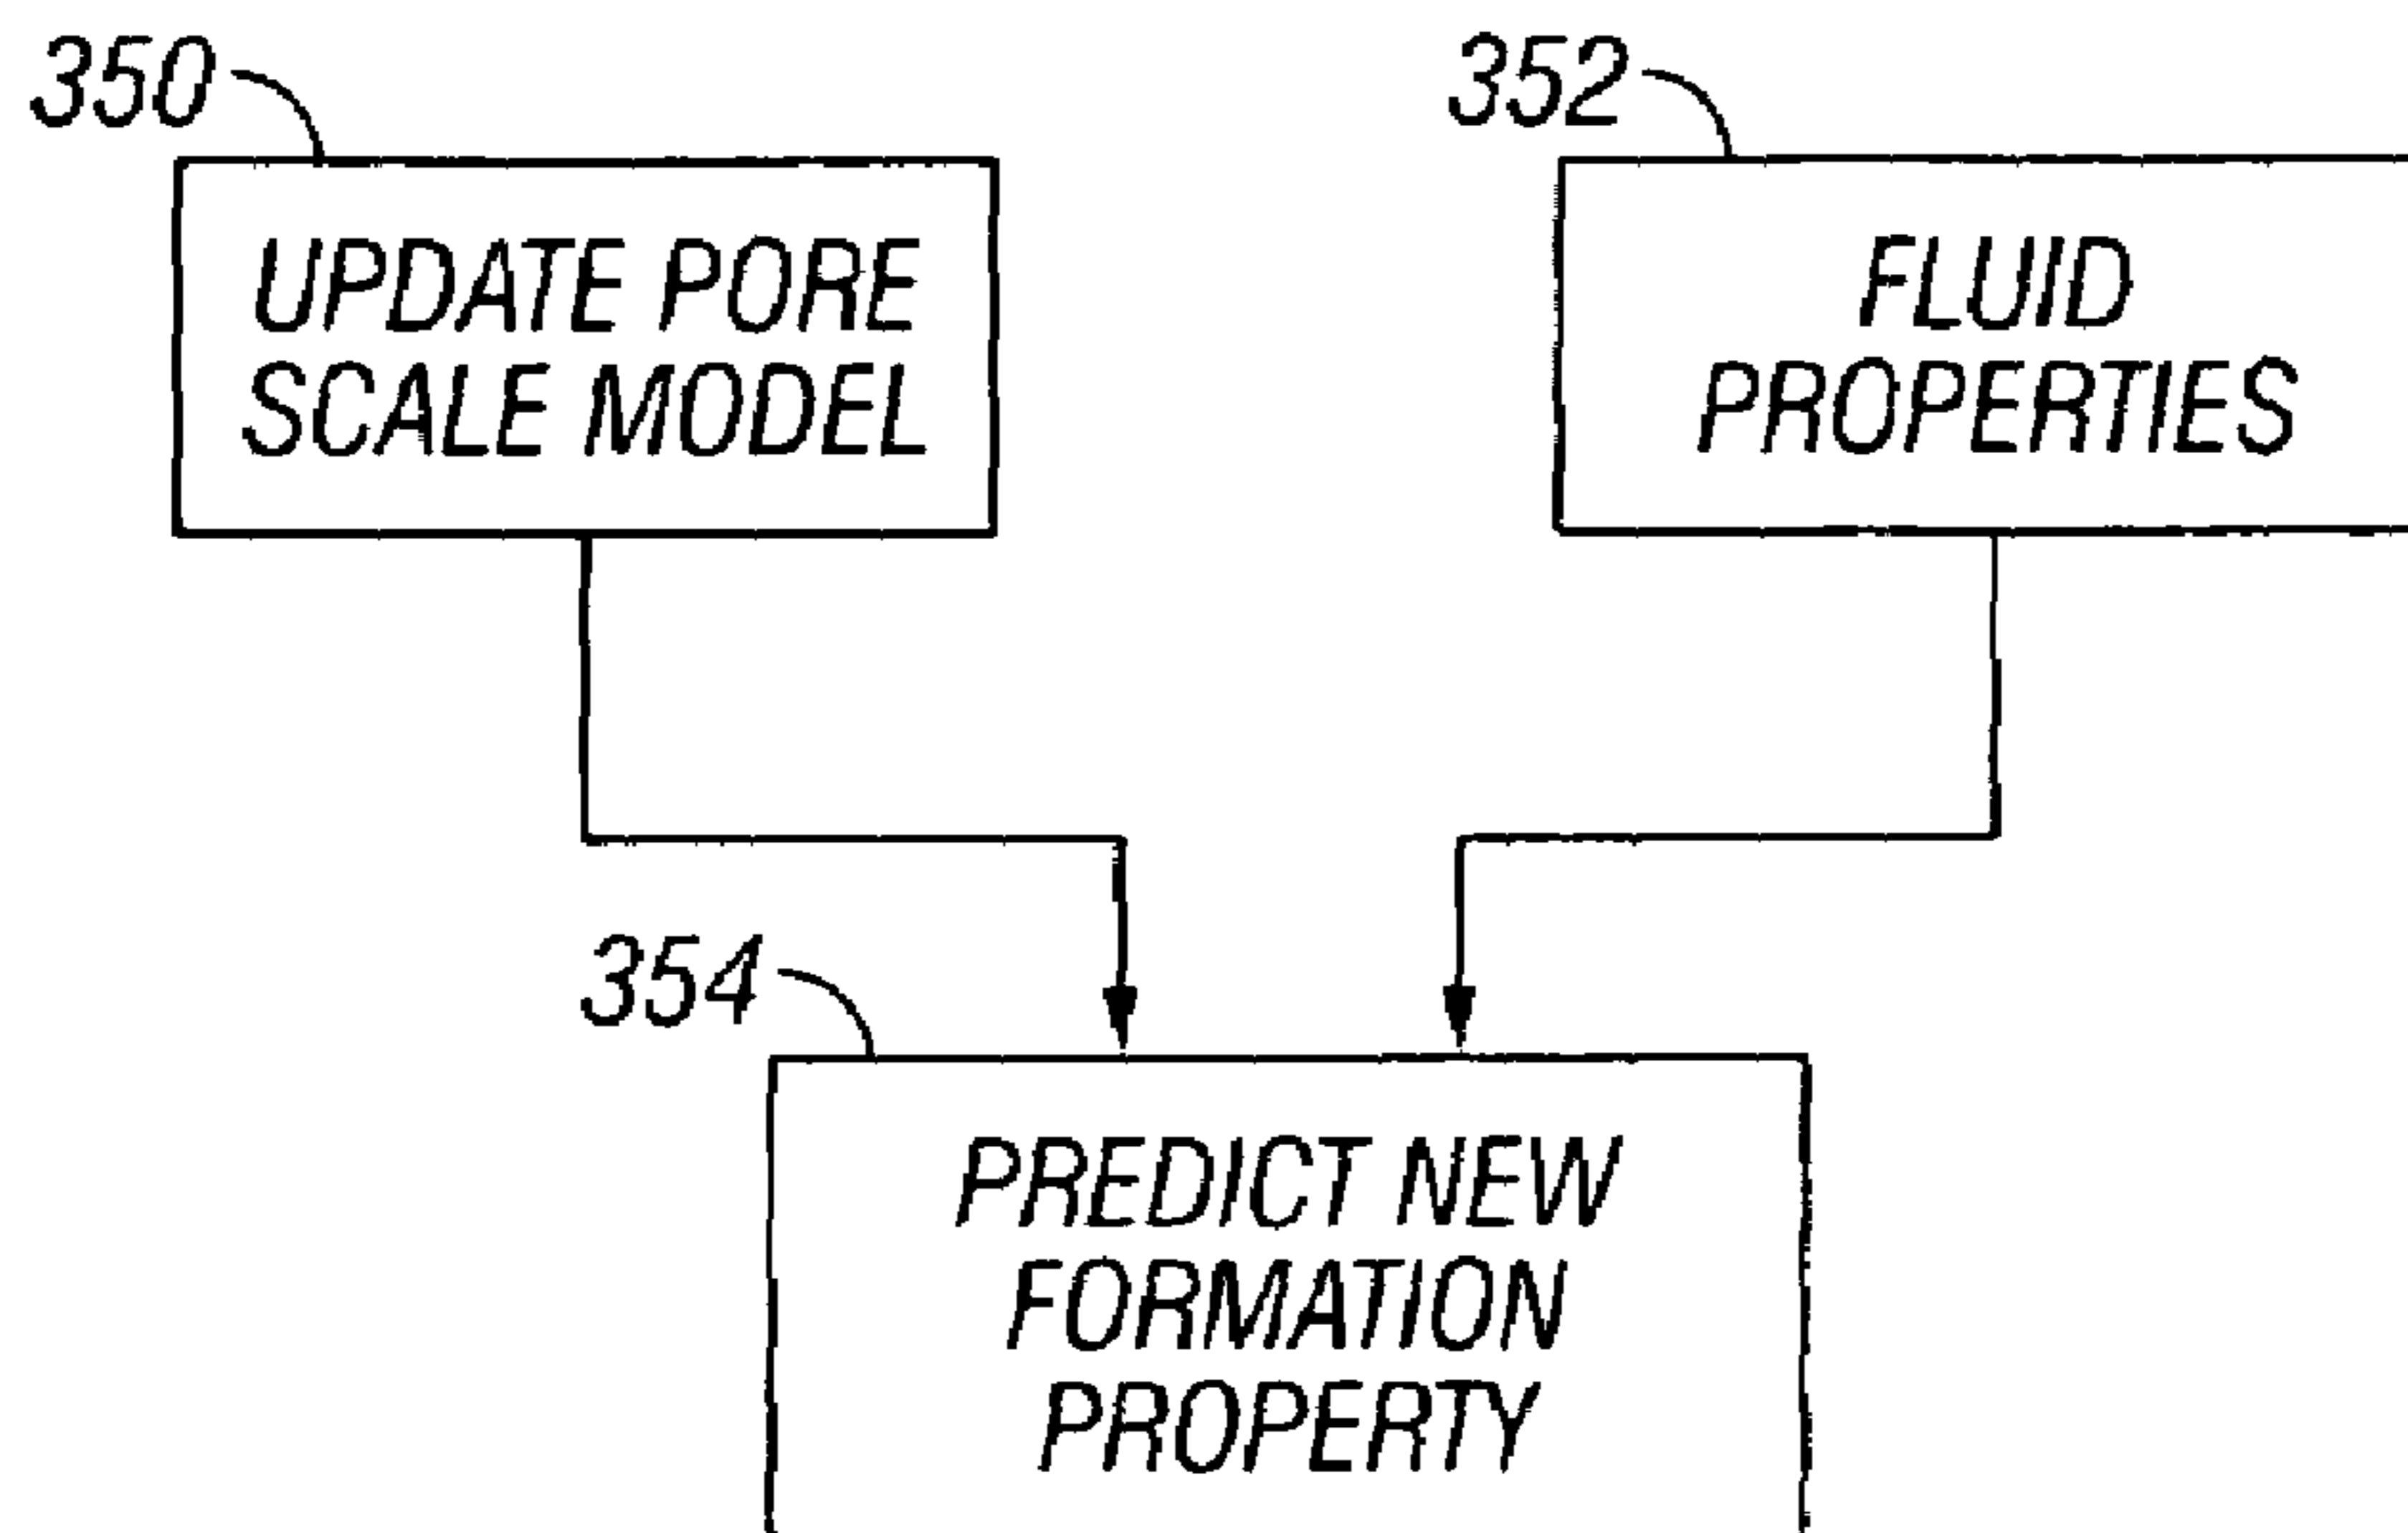 350
352
UPDATE PORE
SCALE MODEL
FLUID
PROPERTIES
354
PREDICT NEW
FORMATION
PROPERTY